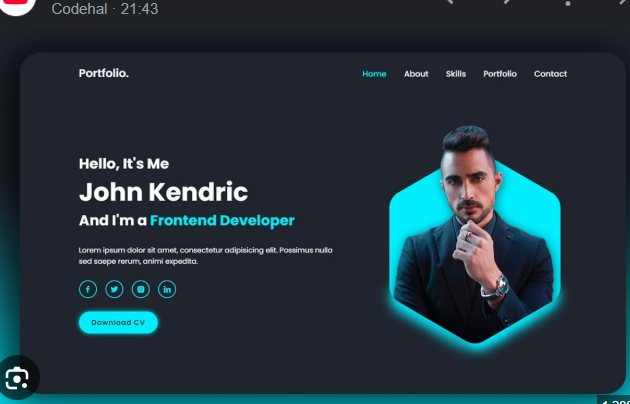 Codehal · 21:43
Portfolio.
Home About Skills Portfolio Contact
Hello, It's Me
John Kendric
And I'm a Frontend Developer
Lorem ipsum dolor sit amet, consectetur adipisicing elit. Possimus nulla
sed saepe rerum, animi expedita.
Download CV